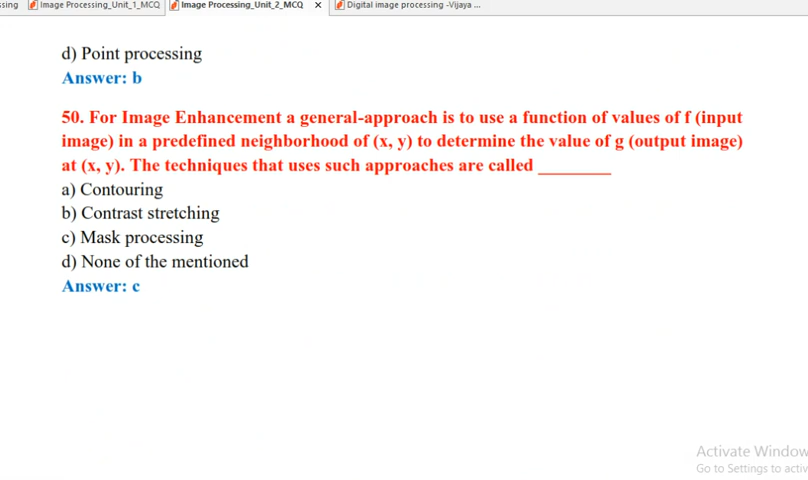 ssing Image Processing_Unit_1_MCQ Image Processing_Unit_2_MCQ × Digital image processing -Vijaya ...
d) Point processing
Answer: b
50. For Image Enhancement a general-approach is to use a function of values of f (input
image) in a predefined neighborhood of (x, y) to determine the value of g (output image)
at (x, y). The techniques that uses such approaches are called ________
a) Contouring
b) Contrast stretching
c) Mask processing
d) None of the mentioned
Answer: c
Activate Window
Go to Settings to activ